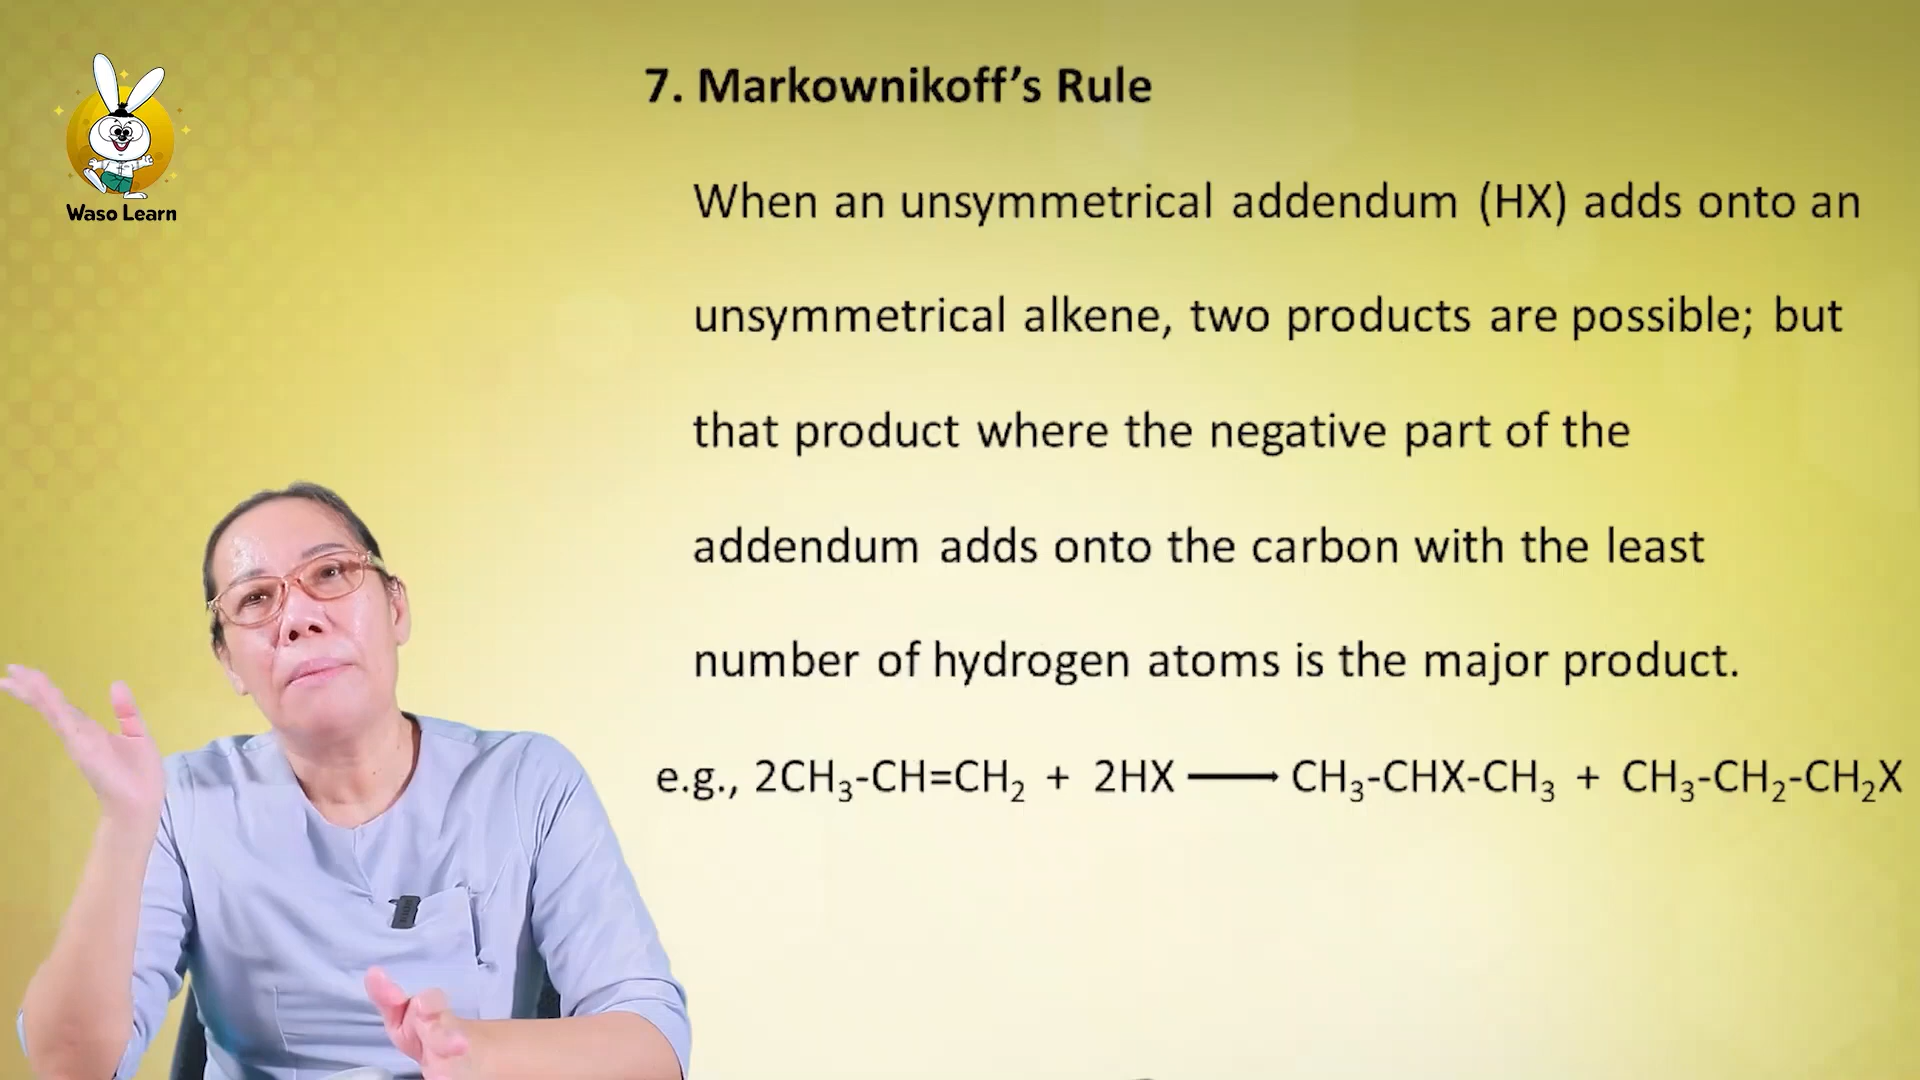 Waso Learn
7. Markownikoff’s Rule
When an unsymmetrical addendum (HX) adds onto an
unsymmetrical alkene, two products are possible; but
that product where the negative part of the
addendum adds onto the carbon with the least
number of hydrogen atoms is the major product.
e.g., 2CH₃-CH=CH₂ + 2HX ⟶ CH₃-CHX-CH₃ + CH₃-CH₂-CH₂X